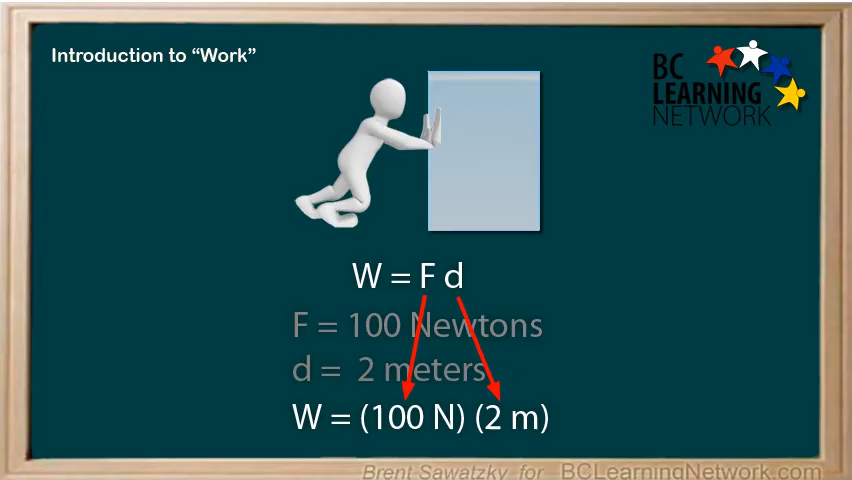 Introduction to “Work”
BC
LEARNING
NETWORK
W = F d
F = 100 Newtons
d =  2 meters
W = (100 N) (2 m)
Brent Sawatzky for BCLearningNetwork.com